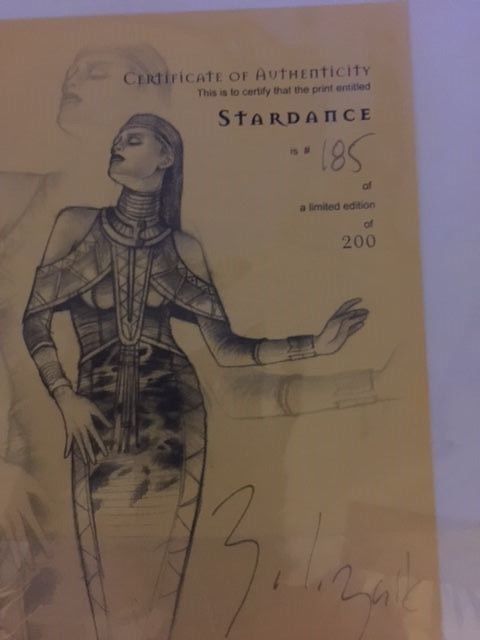 CERTIFICATE OF AUTHENTICITY
This is to certify that the print entitled
STARDANCE
is # 185
of
a limited edition
of
200